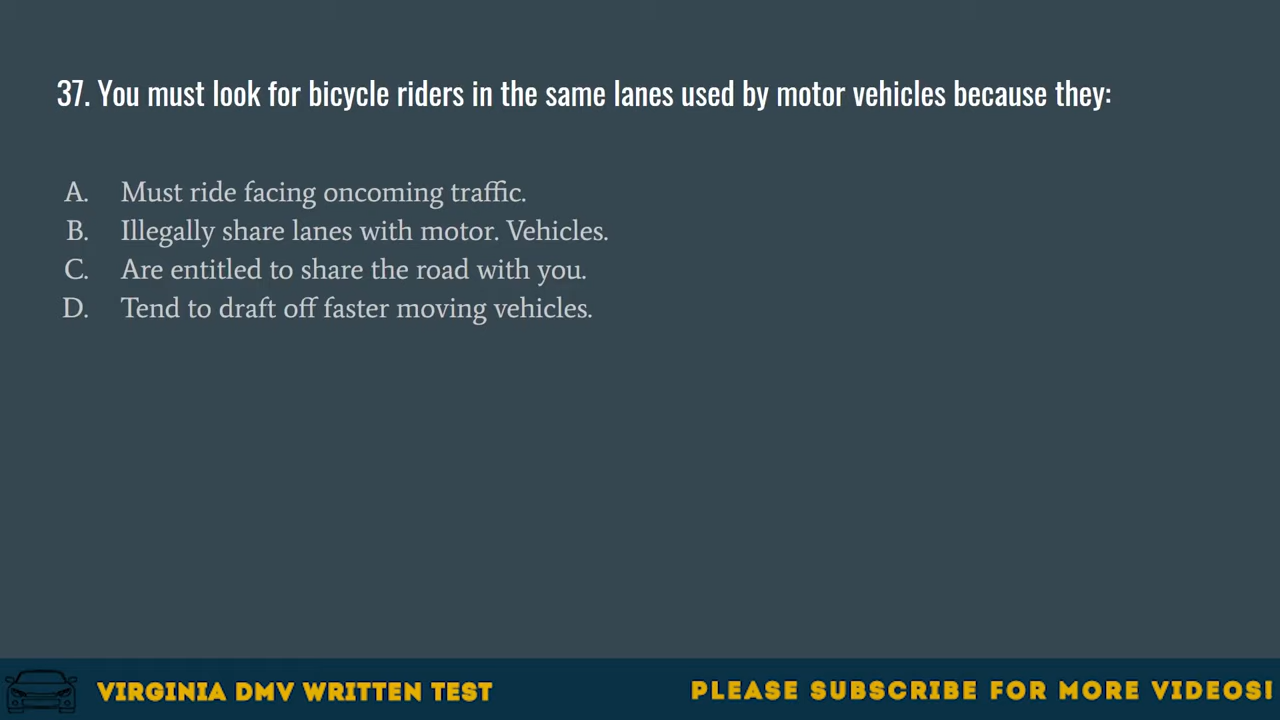 37. You must look for bicycle riders in the same lanes used by motor vehicles because they:
A. Must ride facing oncoming traffic.
B. Illegally share lanes with motor. Vehicles.
C. Are entitled to share the road with you.
D. Tend to draft off faster moving vehicles.
VIRGINIA DMV WRITTEN TEST
PLEASE SUBSCRIBE FOR MORE VIDEOS!